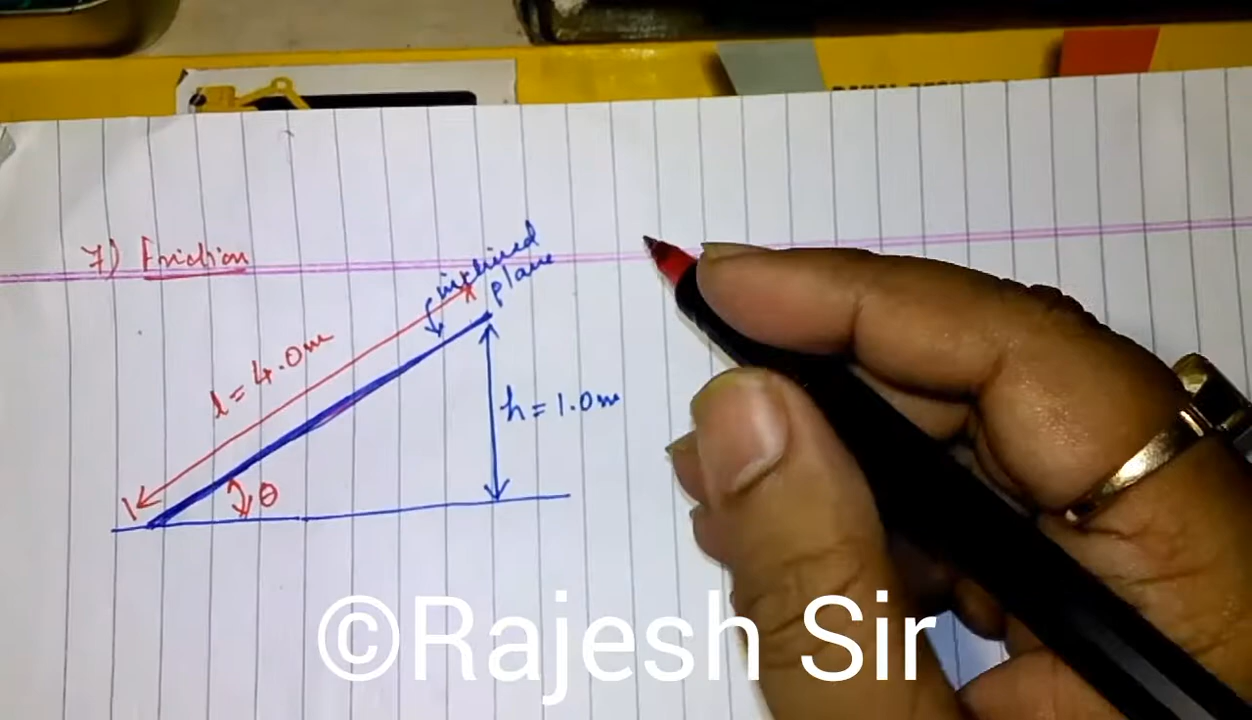 7) Friction
inclined
plane
l = 4.0m
h = 1.0m
θ
©Rajesh Sir